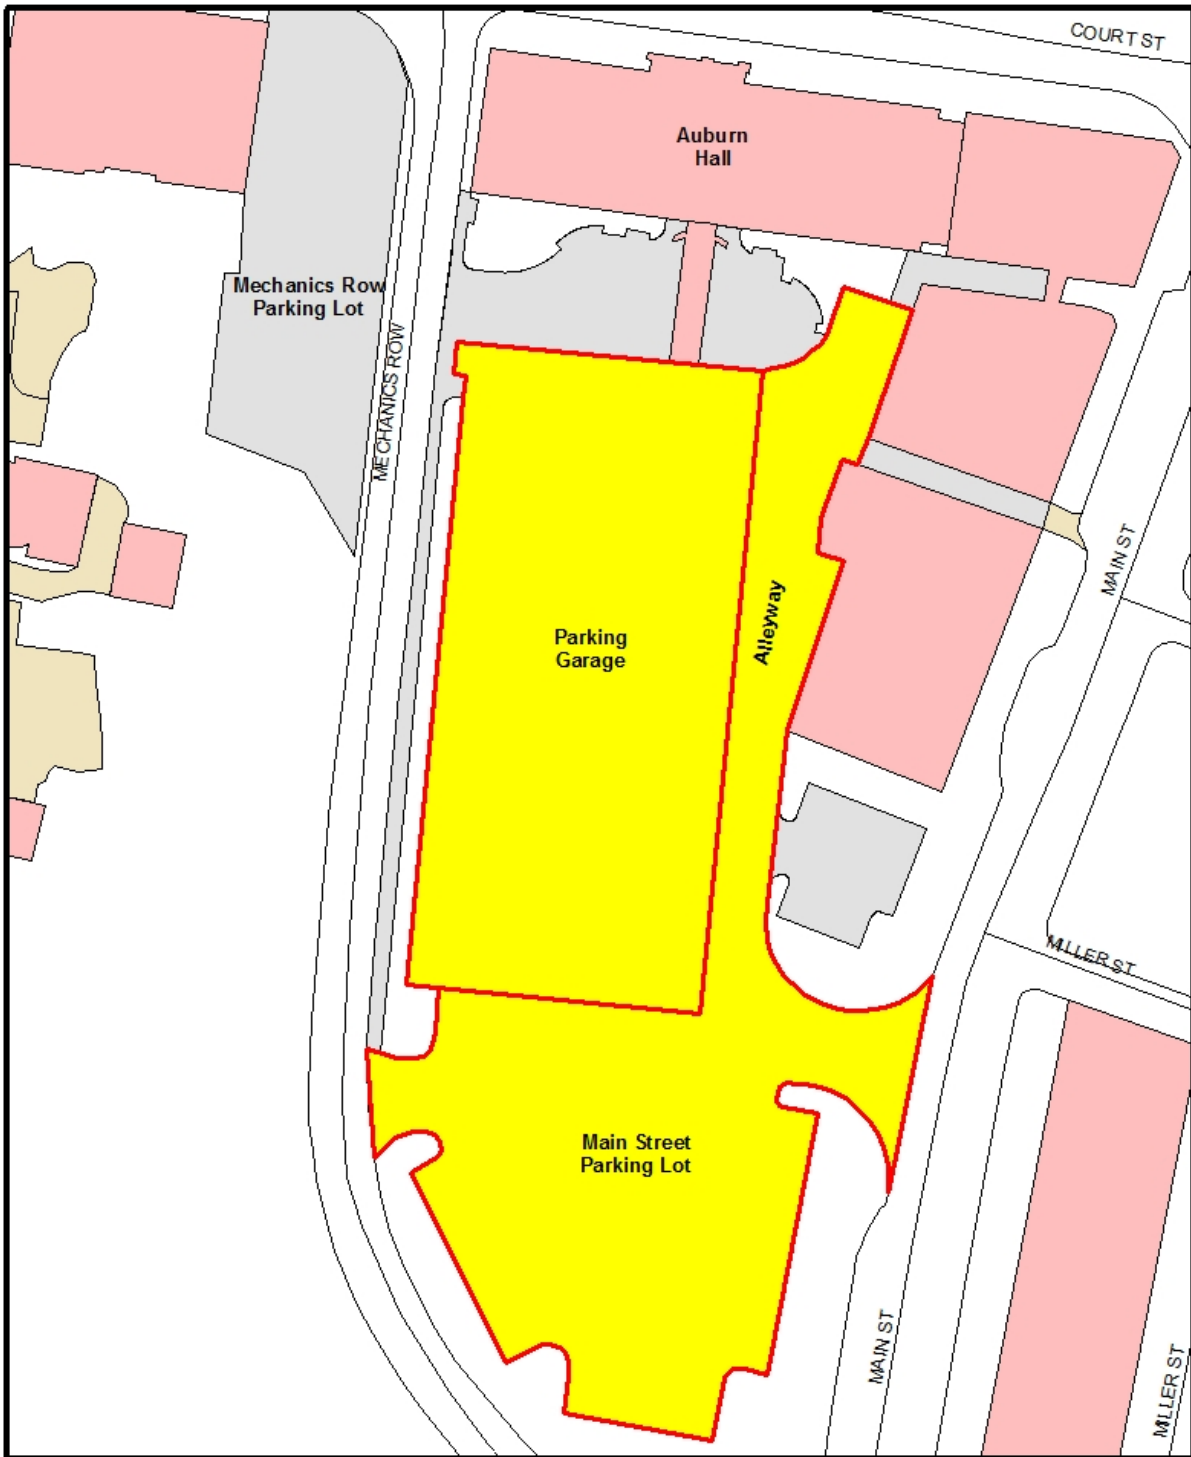 COURT ST
Auburn
Hall
Mechanics Row
Parking Lot
MECHANICS ROW
MAIN ST
Alleyway
Parking
Garage
MILLER ST
Main Street
Parking Lot
MAIN ST
MILLER ST